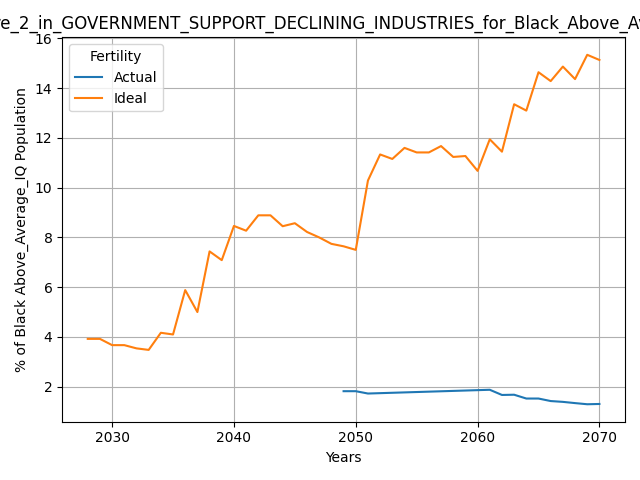 e_2_in_GOVERNMENT_SUPPORT_DECLINING_INDUSTRIES_for_Black_Above_Av
16
14
12
10
8
6
4
2
% of Black Above_Average_IQ Population
Fertility
Actual
Ideal
2030
2040
2050
2060
2070
Years